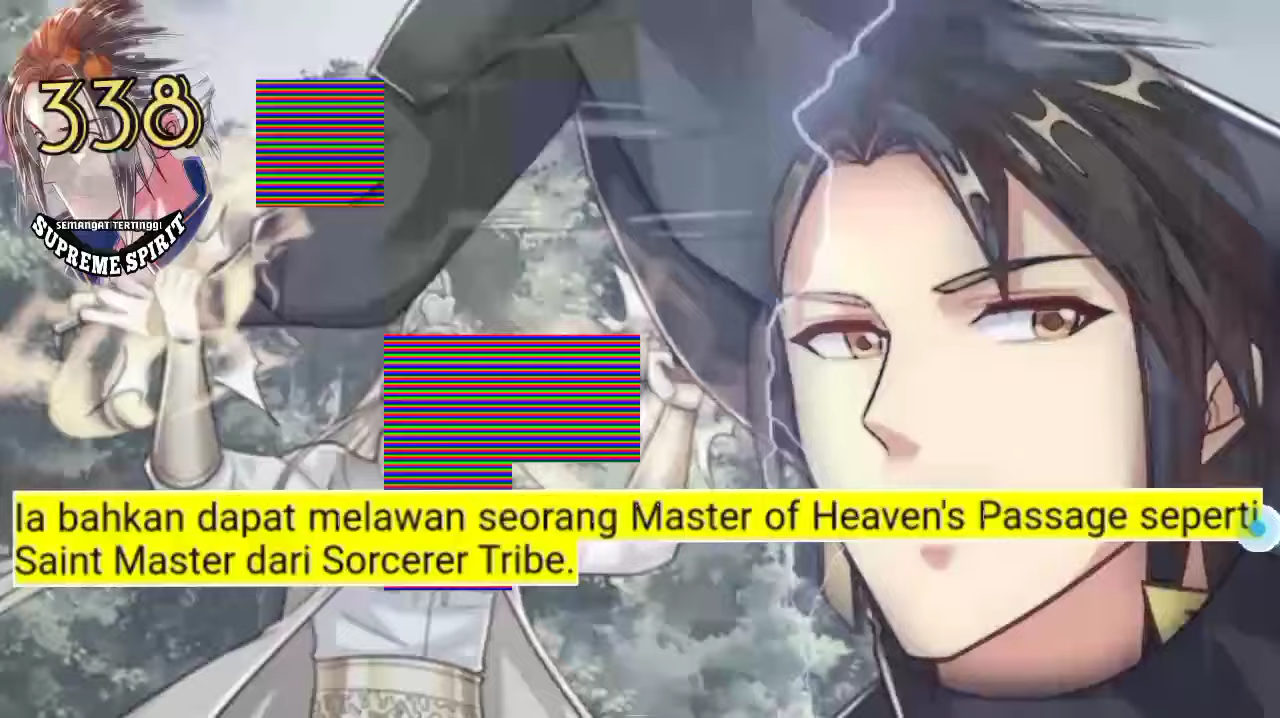 338
SEMANGAT TERTINGGI
SUPREME SPIRIT
Ia bahkan dapat melawan seorang Master of Heaven's Passage seperti
Saint Master dari Sorcerer Tribe.